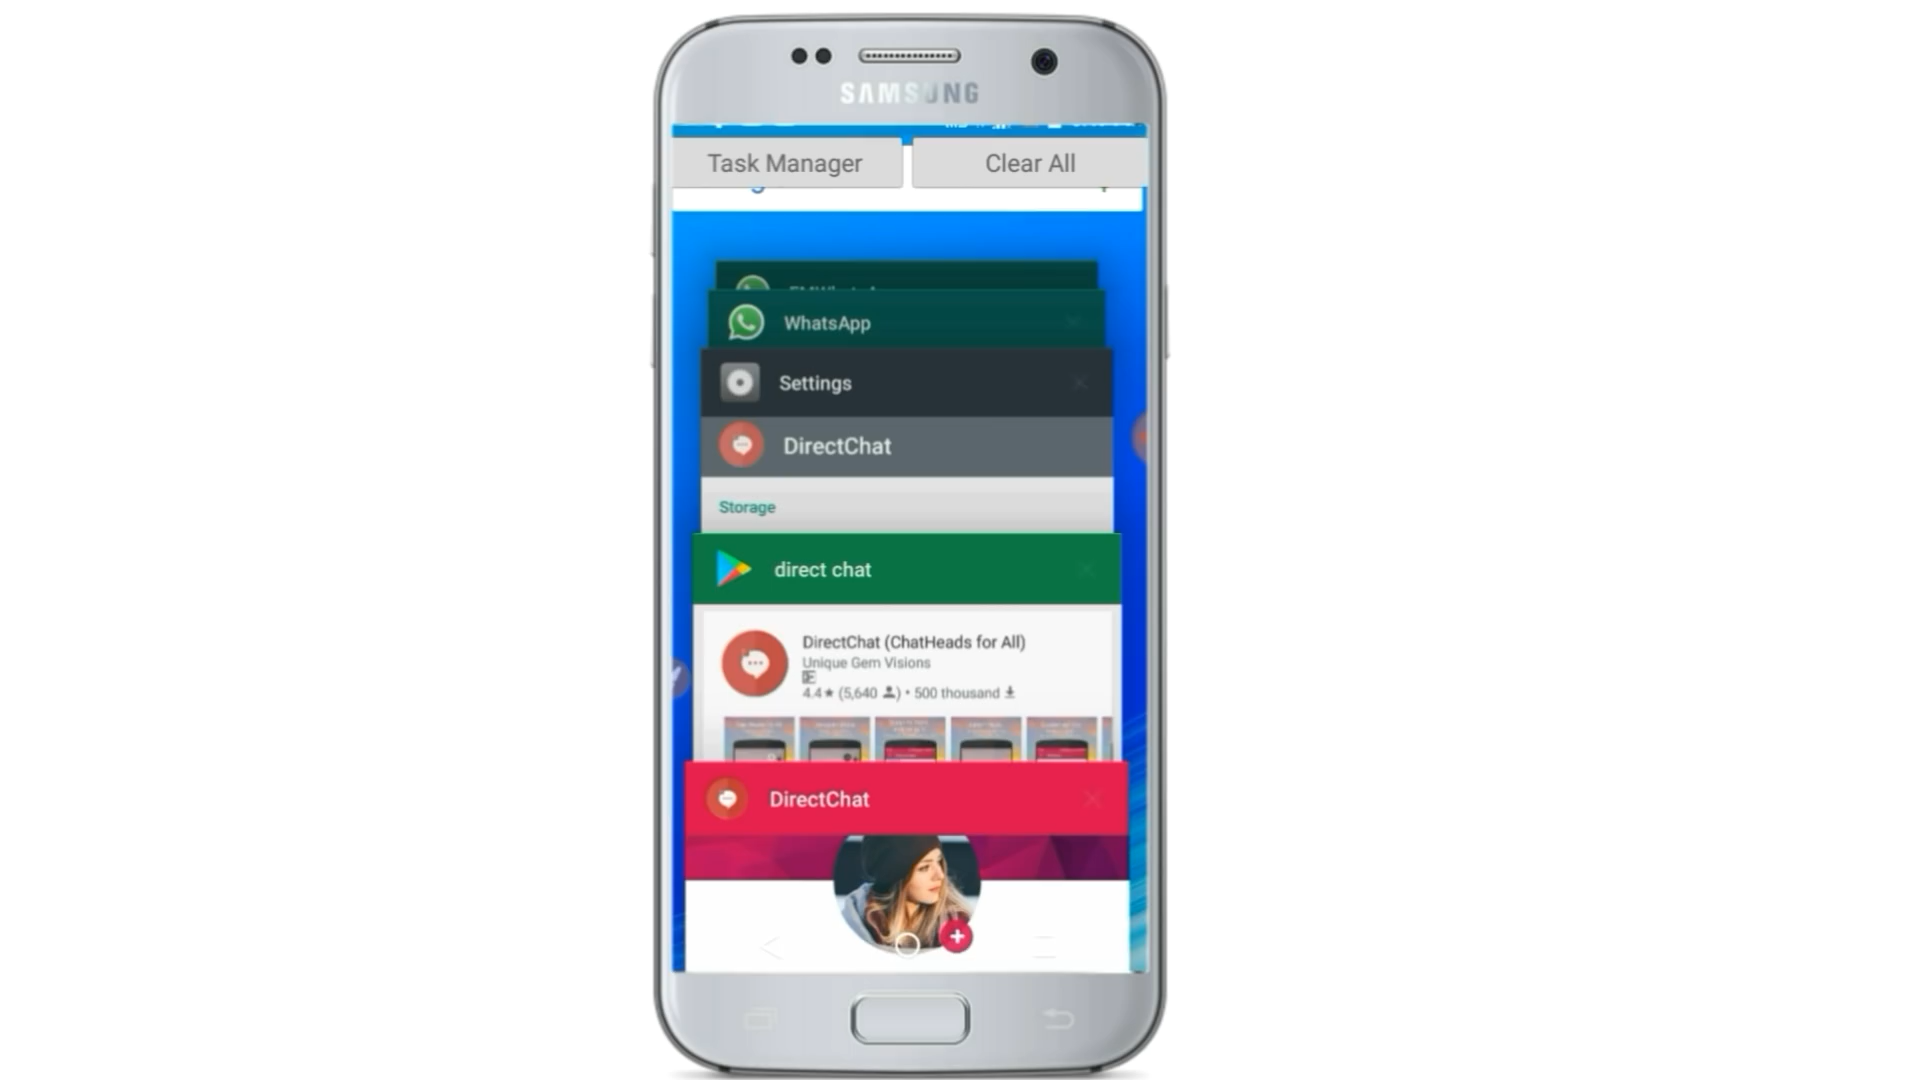 SAMSUNG
Task Manager
Clear All
WhatsApp
Settings
DirectChat
Storage
direct chat
DirectChat (ChatHeads for All)
Unique Gem Visions
4.4★ (5,640 ) • 500 thousand
DirectChat